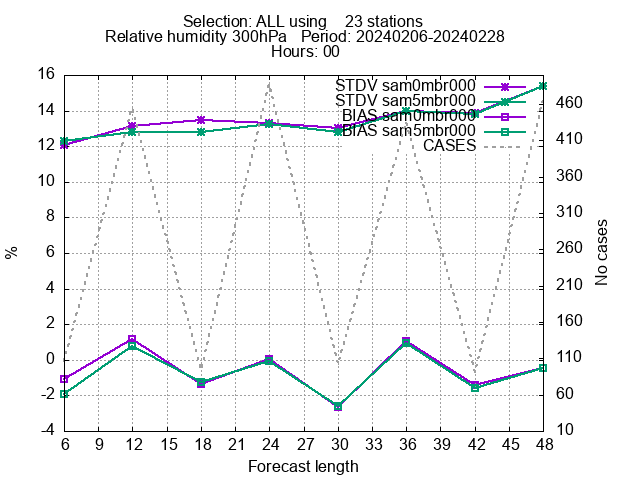 Selection: ALL using    23 stations
Relative humidity 300hPa   Period: 20240206-20240228
Hours: 00
STDV sam0mbr000
STDV sam5mbr000
BIAS sam0mbr000
BIAS sam5mbr000
CASES
16
14
12
10
8
6
4
2
0
-2
-4
%
460
410
360
310
260
210
160
110
60
10
No cases
6 9 12 15 18 21 24 27 30 33 36 39 42 45 48
Forecast length